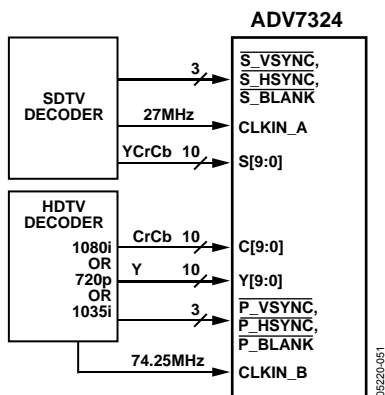 ADV7324
SDTV
DECODER
3
S_VSYNC,
S_HSYNC,
S_BLANK
27MHz
CLKIN_A
YCrCb 10
S[9:0]
HDTV
DECODER
1080i
OR
720p
OR
1035i
CrCb 10
C[9:0]
Y 10
Y[9:0]
3
P_VSYNC,
P_HSYNC,
P_BLANK
74.25MHz
CLKIN_B
05220-051